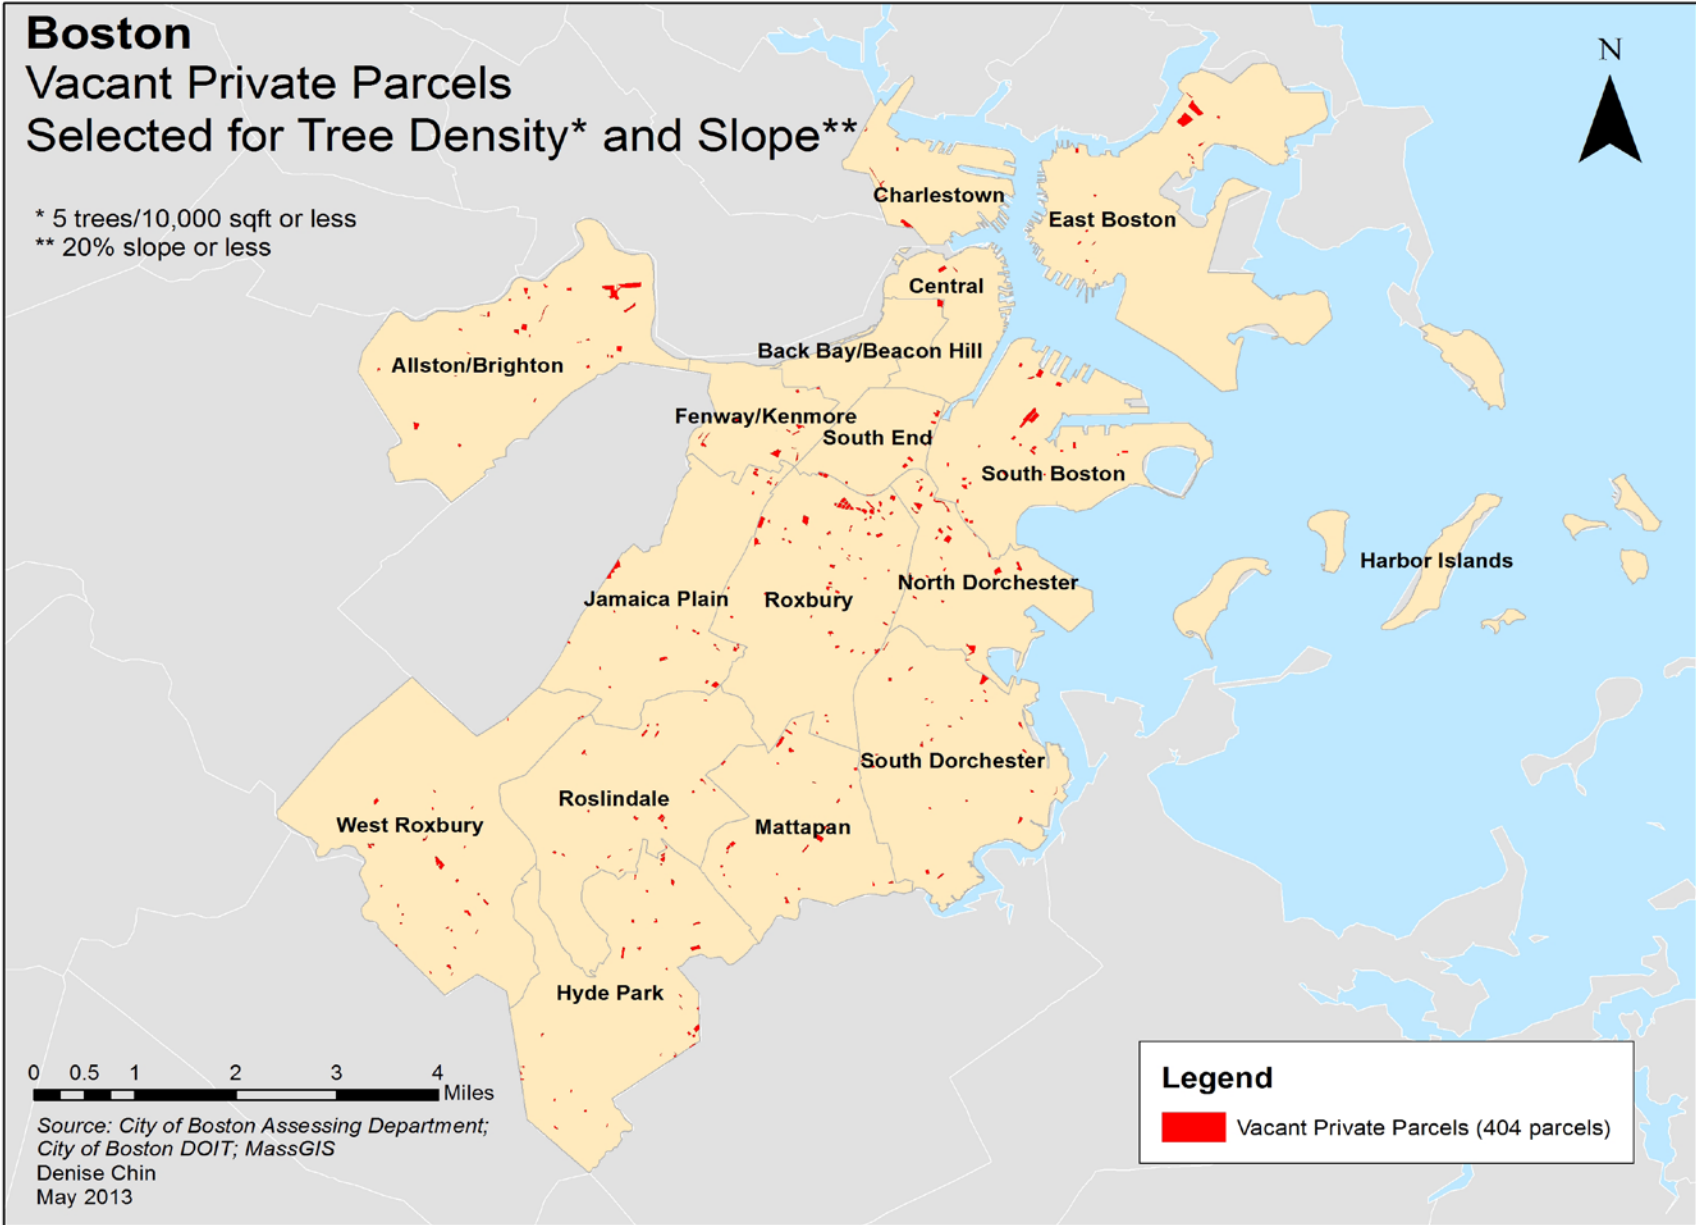 Boston
Vacant Private Parcels
Selected for Tree Density* and Slope**
* 5 trees/10,000 sqft or less
** 20% slope or less
N
Charlestown
East Boston
Central
Back Bay/Beacon Hill
Allston/Brighton
Fenway/Kenmore
South End
South Boston
Harbor Islands
North Dorchester
Jamaica Plain
Roxbury
South Dorchester
Roslindale
West Roxbury
Mattapan
Hyde Park
0 0.5 1 2 3 4
Miles
Source: City of Boston Assessing Department;
City of Boston DOIT; MassGIS
Denise Chin
May 2013
Legend
Vacant Private Parcels (404 parcels)